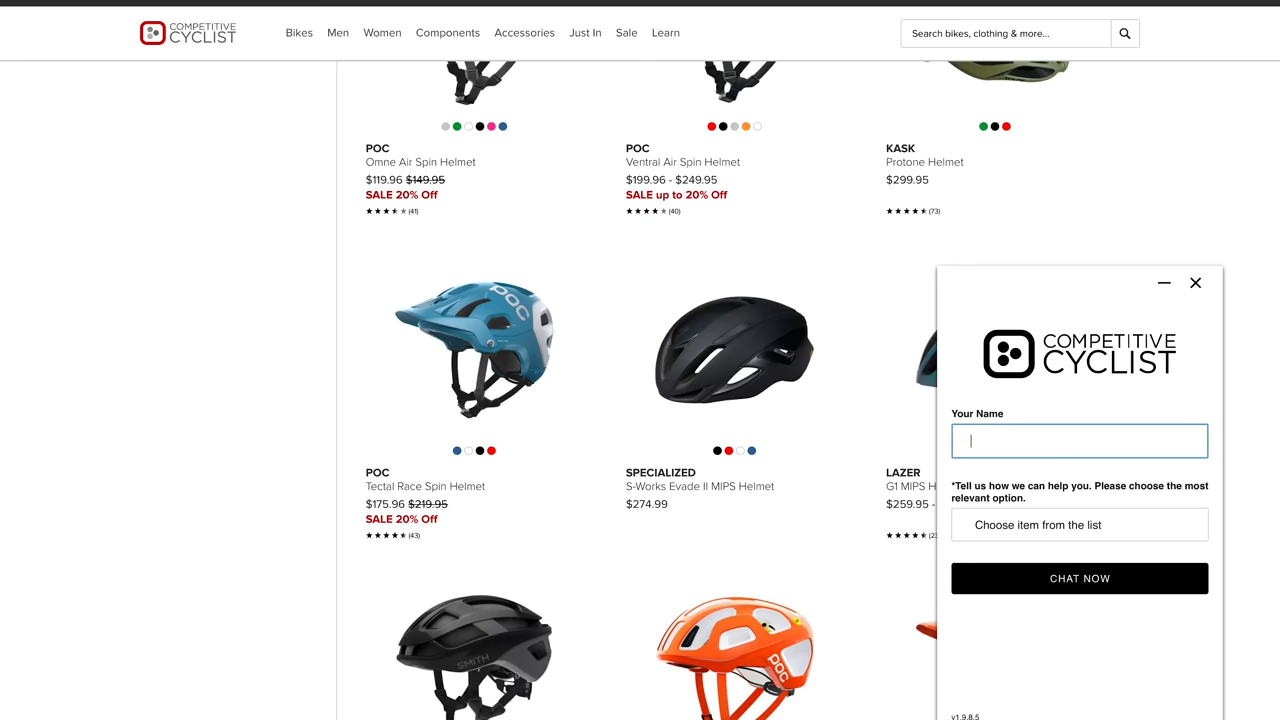 COMPETITIVE
CYCLIST
Bikes Men Women Components Accessories Just In Sale Learn
Search bikes, clothing & more...
POC
Omne Air Spin Helmet
$119.96 $149.95
SALE 20% Off
(41)
POC
Ventral Air Spin Helmet
$199.96 - $249.95
SALE up to 20% Off
(40)
KASK
Protone Helmet
$299.95
(73)
POC
POC
Tectal Race Spin Helmet
$175.96 $219.95
SALE 20% Off
(43)
SPECIALIZED
S-Works Evade II MIPS Helmet
$274.99
LAZER
G1 MIPS H
$259.95 -
SMITH
POC
COMPETITIVE
CYCLIST
Your Name
*Tell us how we can help you. Please choose the most
relevant option.
Choose item from the list
CHAT NOW
v1.9.8.5